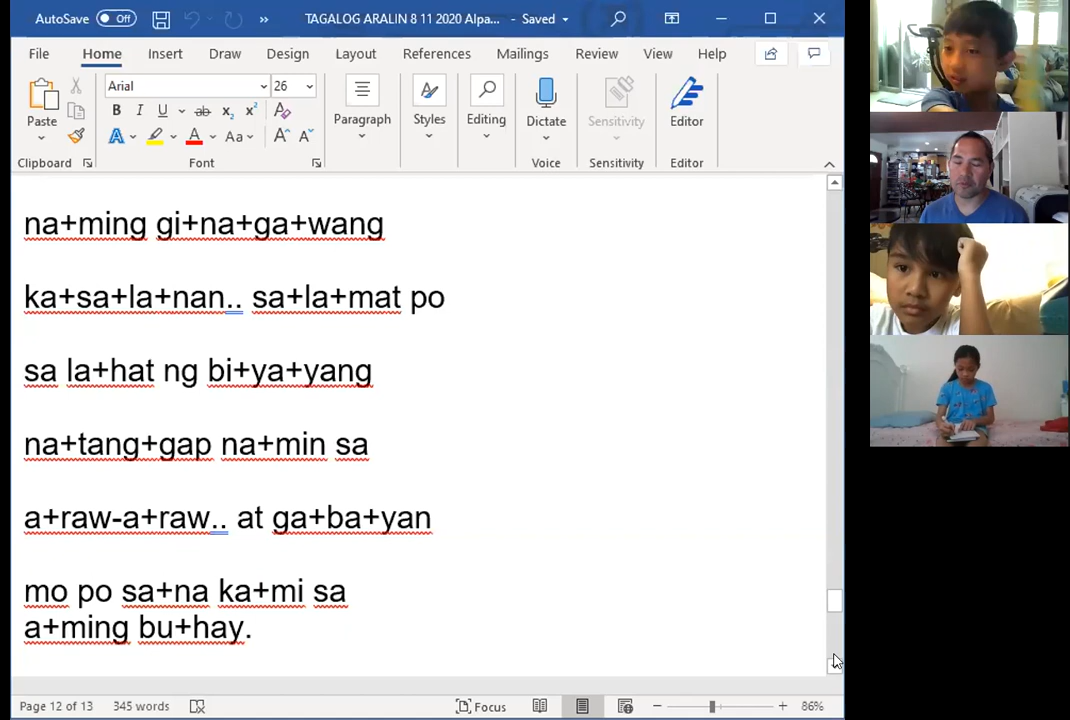 AutoSave Off TAGALOG ARALIN 8 11 2020 Alpa... - Saved
File Home Insert Draw Design Layout References Mailings Review View Help
Arial 26
Paste Paragraph Styles Editing Dictate Sensitivity Editor
Clipboard Font Voice Sensitivity Editor
na+ming gi+na+ga+wang
ka+sa+la+nan.. sa+la+mat po
sa la+hat ng bi+ya+yang
na+tang+gap na+min sa
a+raw-a+raw.. at ga+ba+yan
mo po sa+na ka+mi sa
a+ming bu+hay.
Page 12 of 13 345 words Focus 86%